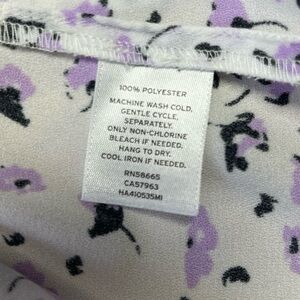 100% POLYESTER
MACHINE WASH COLD,
GENTLE CYCLE,
SEPARATELY.
ONLY NON-CHLORINE
BLEACH IF NEEDED.
HANG TO DRY.
COOL IRON IF NEEDED.
RN58665
CA57963
HA410535MI